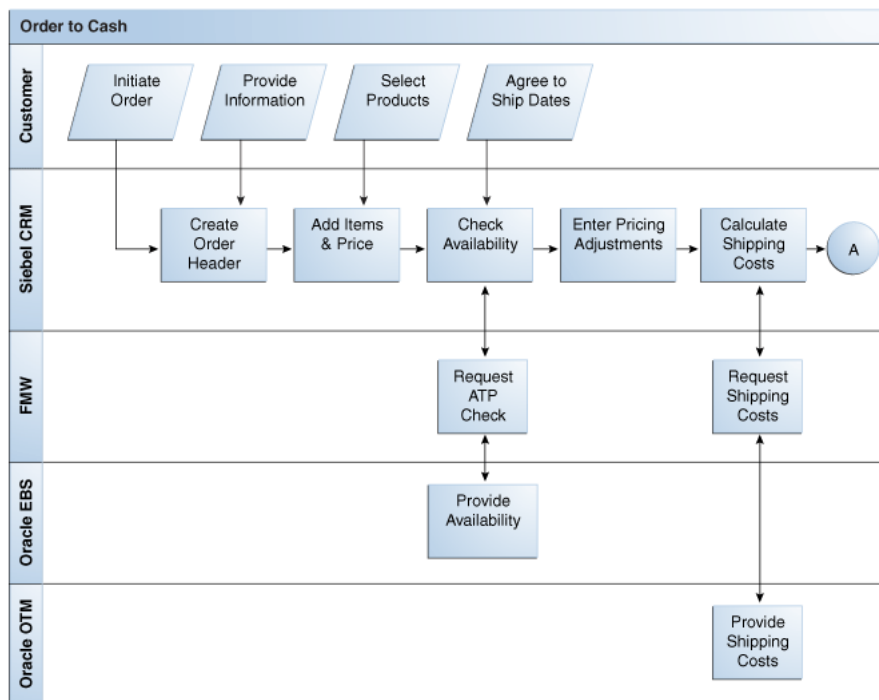 Order to Cash
Customer
Initiate
Order
Provide
Information
Select
Products
Agree to
Ship Dates
Siebel CRM
Create
Order
Header
Add Items
& Price
Check
Availability
Enter Pricing
Adjustments
Calculate
Shipping
Costs
A
FMW
Request
ATP
Check
Request
Shipping
Costs
Oracle EBS
Provide
Availability
Oracle OTM
Provide
Shipping
Costs